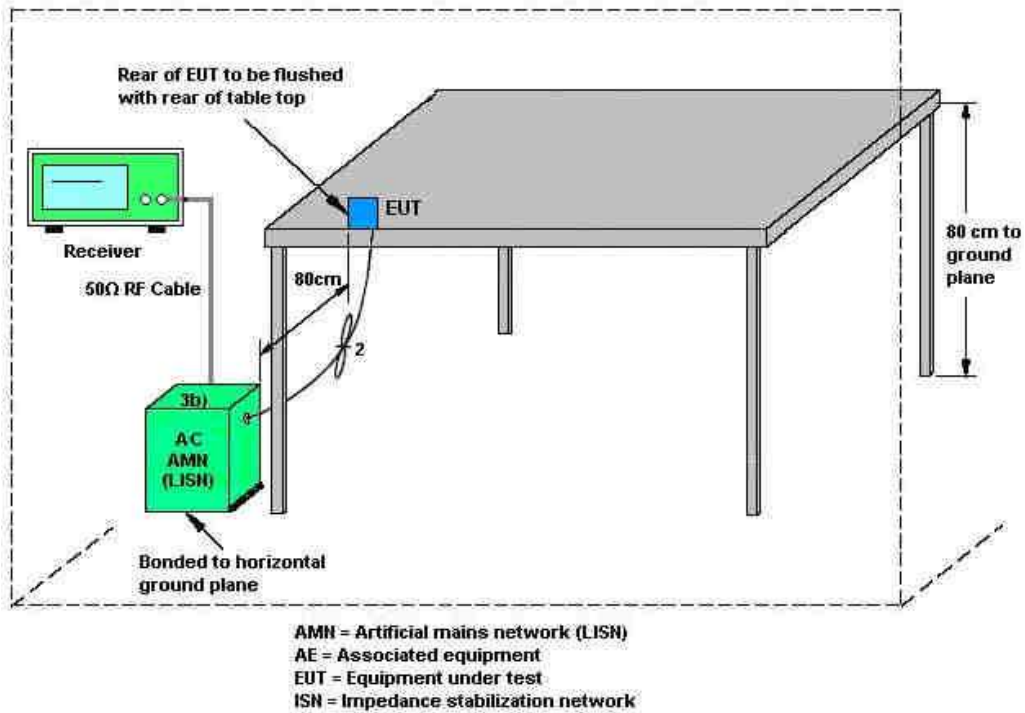 Rear of EUT to be flushed
with rear of table top
EUT
Receiver
80cm
80 cm to
ground
plane
50Ω RF Cable
2
3b)
AC
AMN
(LISN)
Bonded to horizontal
ground plane
AMN = Artificial mains network (LISN)
AE = Associated equipment
EUT = Equipment under test
ISN = Impedance stabilization network